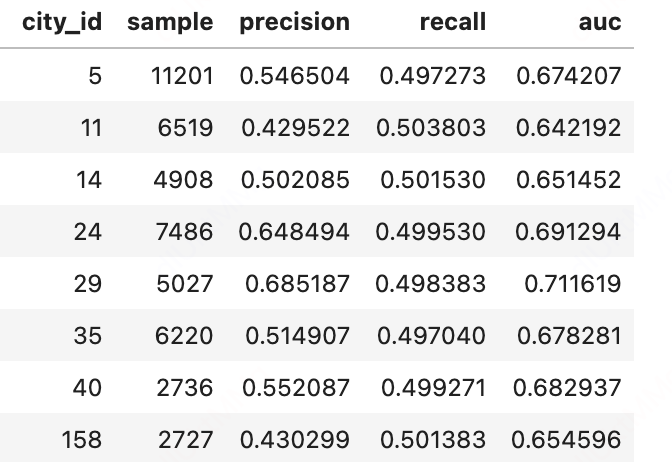 city_id sample precision recall auc
5 11201 0.546504 0.497273 0.674207
11 6519 0.429522 0.503803 0.642192
14 4908 0.502085 0.501530 0.651452
24 7486 0.648494 0.499530 0.691294
29 5027 0.685187 0.498383 0.711619
35 6220 0.514907 0.497040 0.678281
40 2736 0.552087 0.499271 0.682937
158 2727 0.430299 0.501383 0.654596